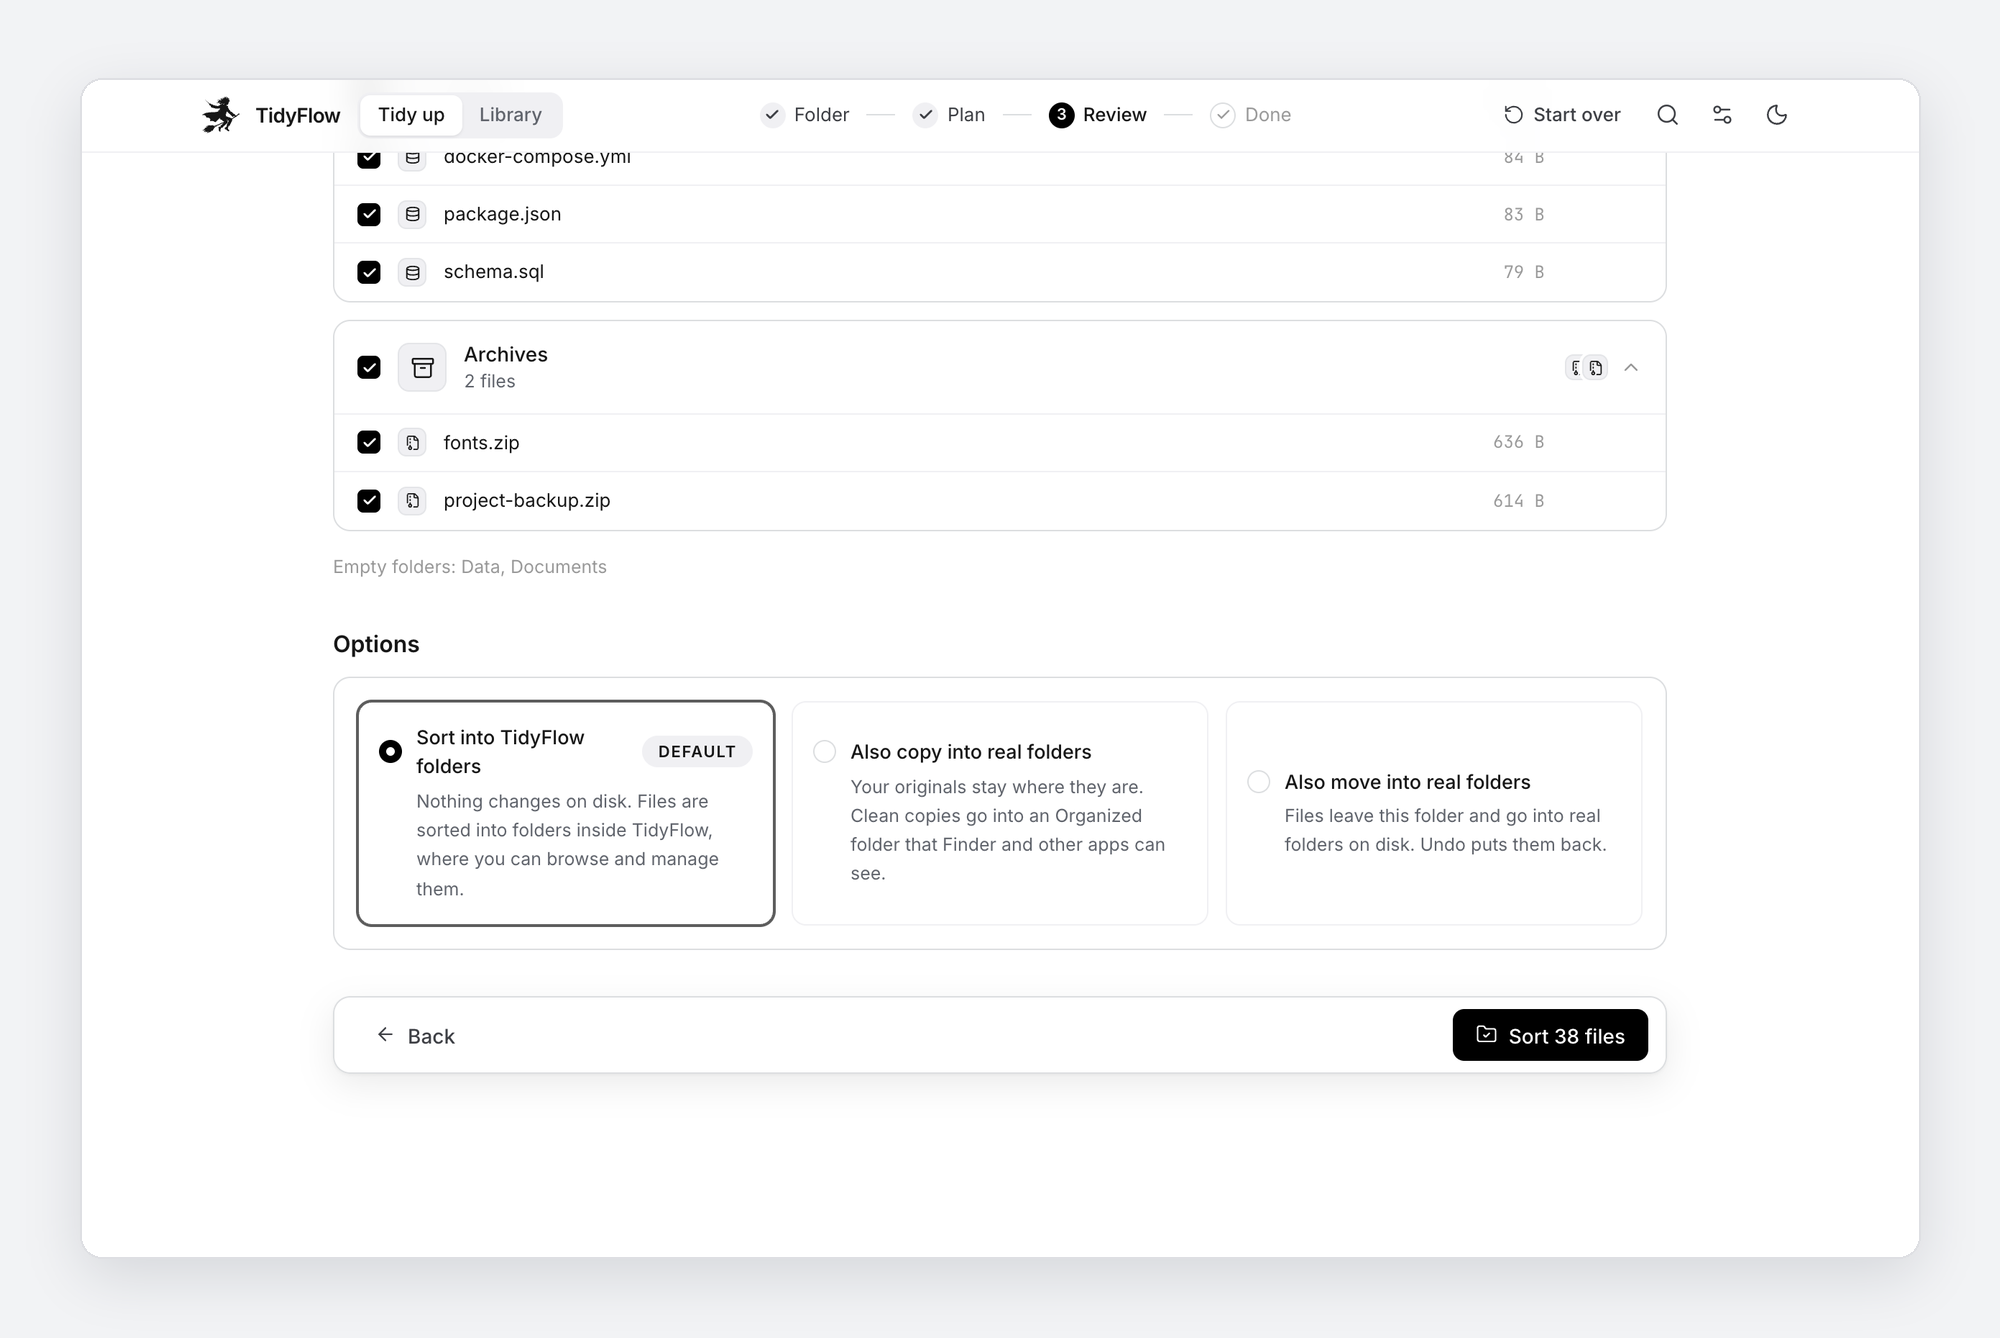 TidyFlow
Tidy up
Library
Folder
Plan
3 Review
Done
Start over
docker-compose.yml
84 B
package.json
83 B
schema.sql
79 B
Archives
2 files
fonts.zip
636 B
project-backup.zip
614 B
Empty folders: Data, Documents
Options
Sort into TidyFlow
folders
DEFAULT
Nothing changes on disk. Files are
sorted into folders inside TidyFlow,
where you can browse and manage
them.
Also copy into real folders
Your originals stay where they are.
Clean copies go into an Organized
folder that Finder and other apps can
see.
Also move into real folders
Files leave this folder and go into real
folders on disk. Undo puts them back.
Back
Sort 38 files